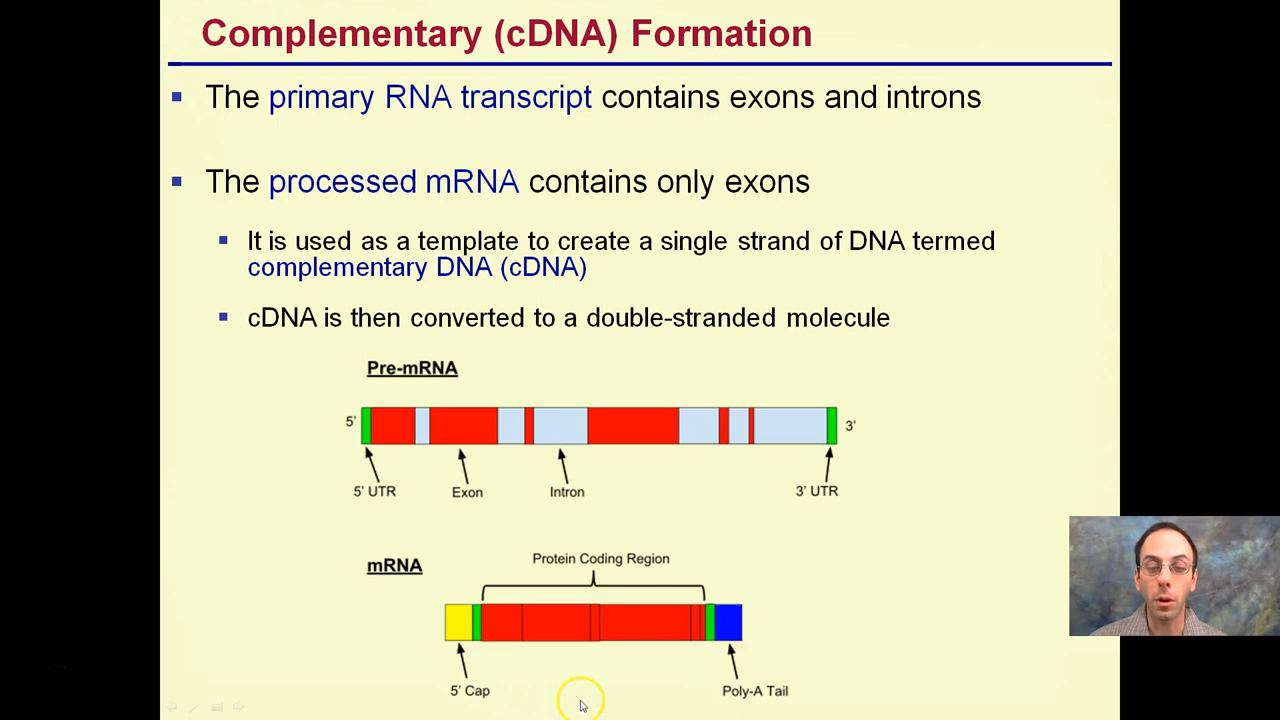 Complementary (cDNA) Formation
The primary RNA transcript contains exons and introns
The processed mRNA contains only exons
It is used as a template to create a single strand of DNA termed
complementary DNA (cDNA)
cDNA is then converted to a double-stranded molecule
Pre-mRNA
5'
3'
5' UTR
Exon
Intron
3' UTR
Protein Coding Region
mRNA
5' Cap
Poly-A Tail